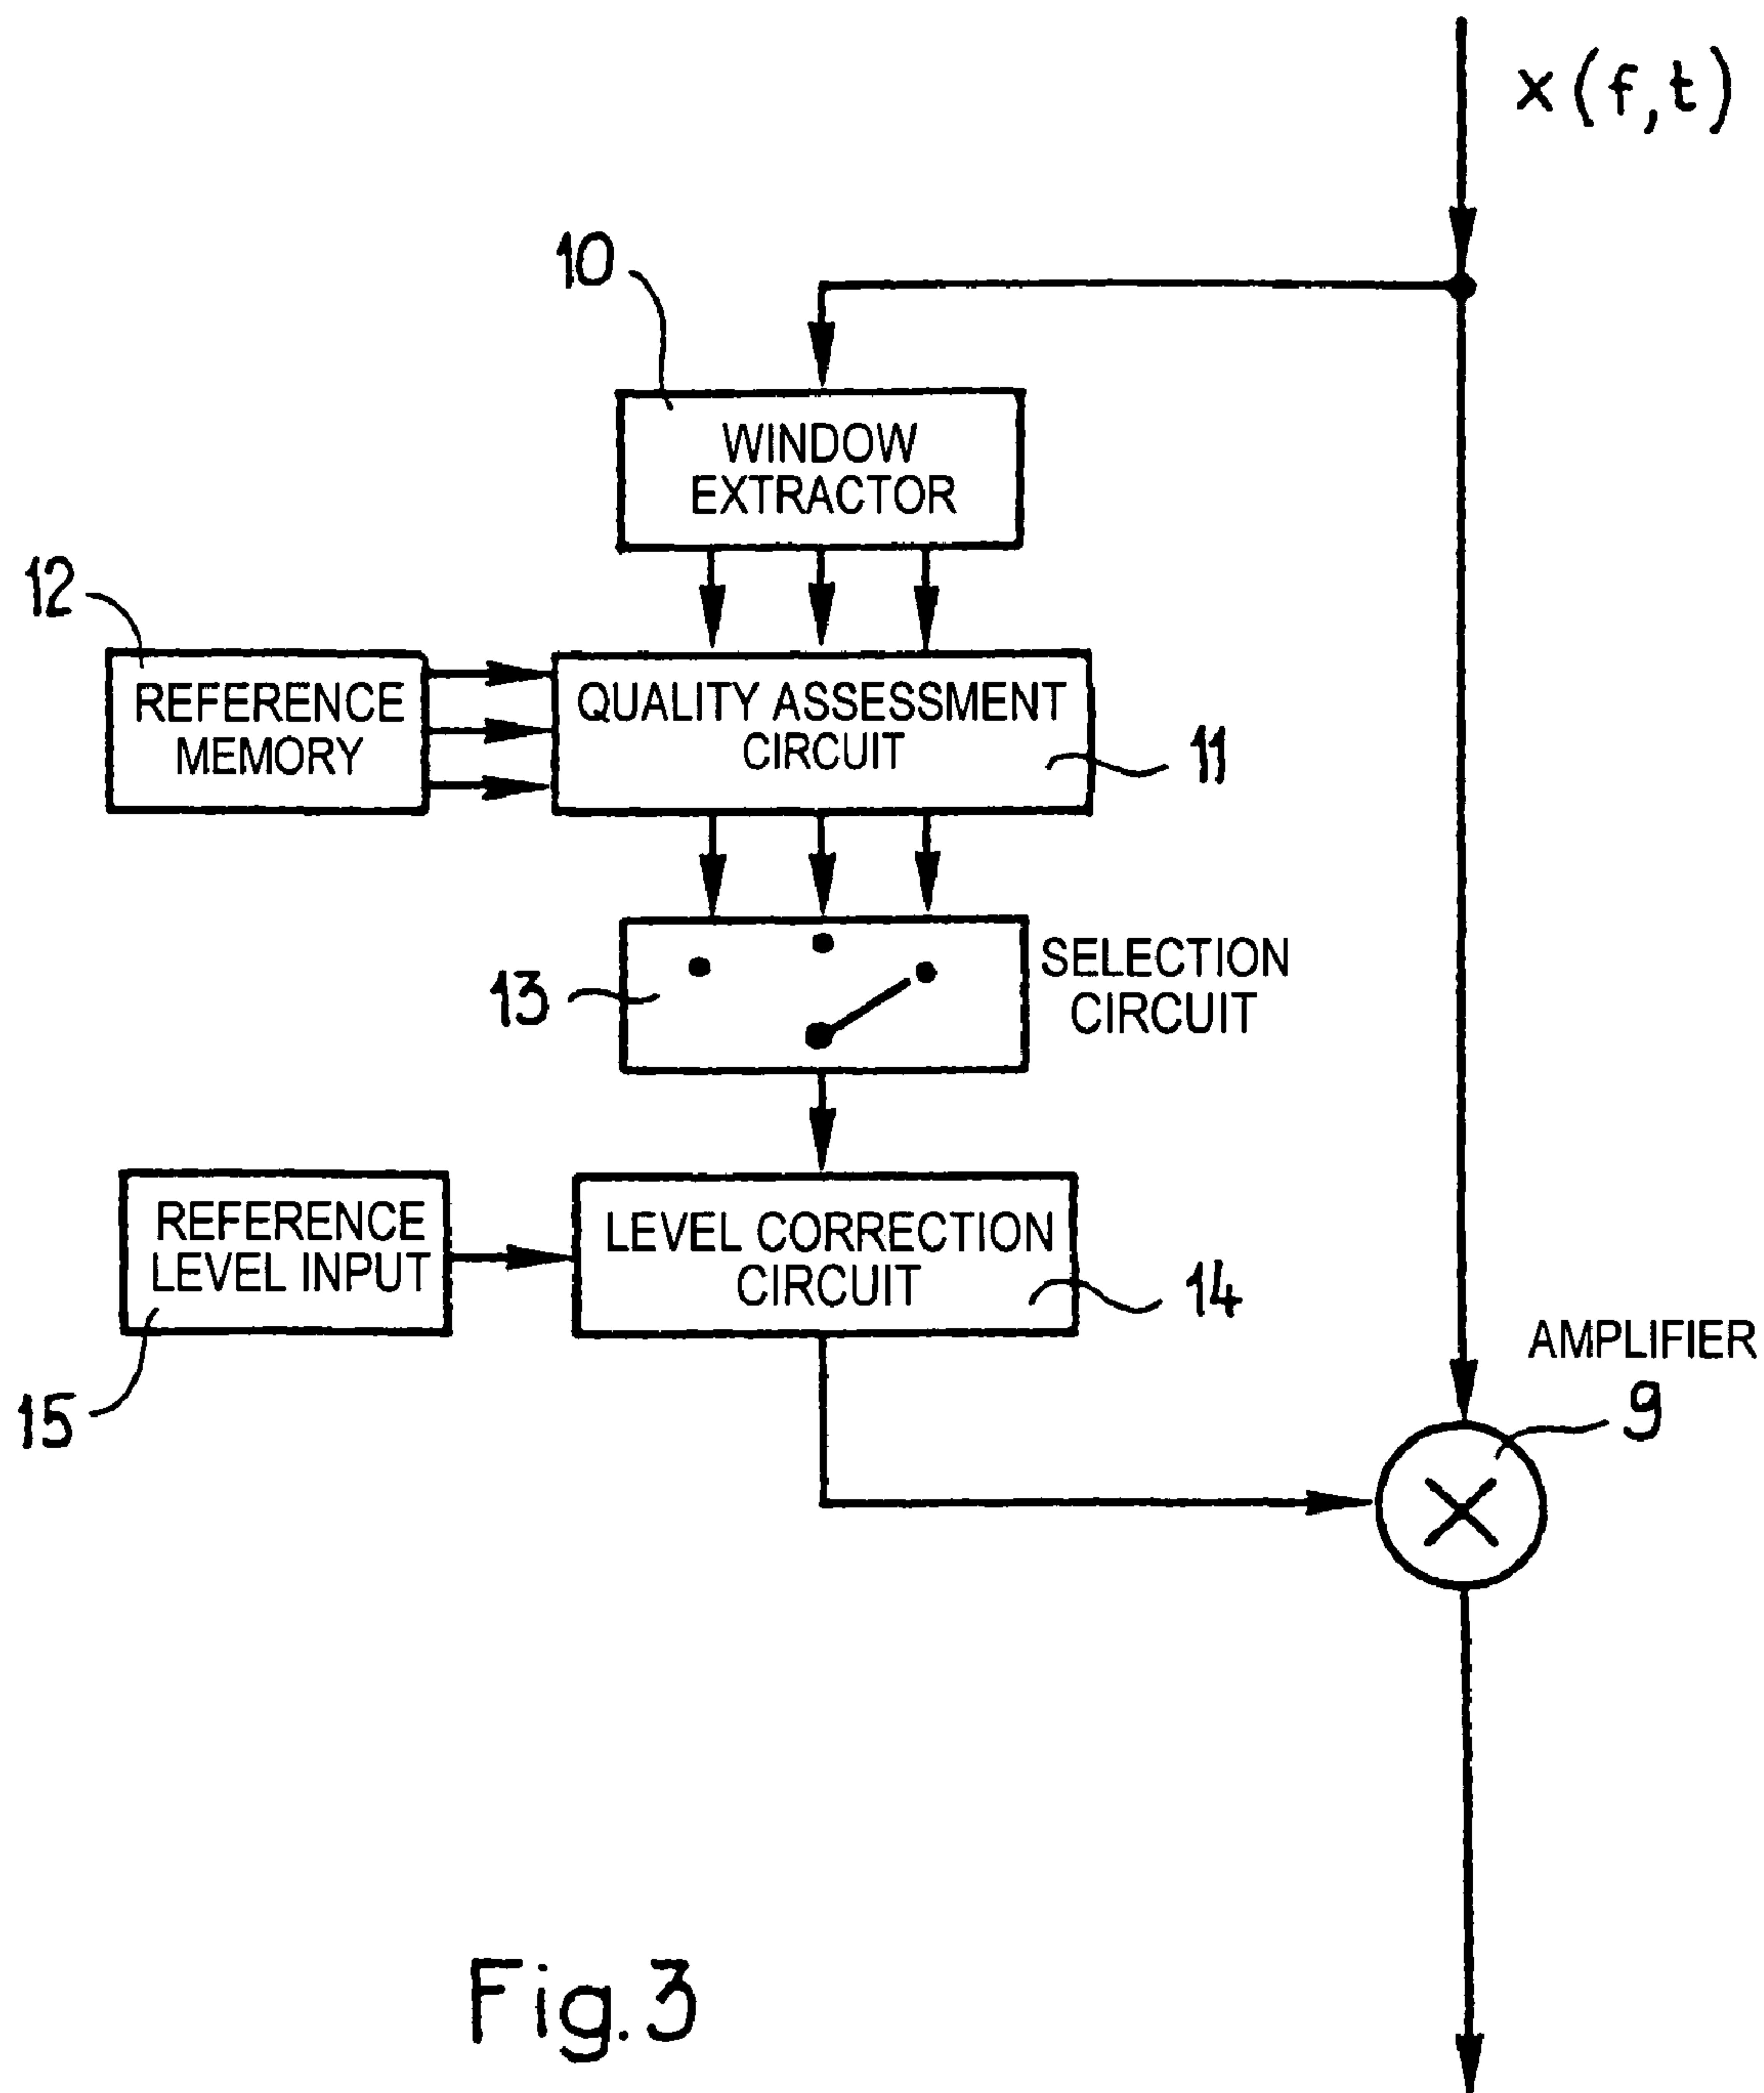 x(f,t)
10
WINDOW
EXTRACTOR
12
REFERENCE
MEMORY
QUALITY ASSESSMENT
CIRCUIT
11
13
SELECTION
CIRCUIT
REFERENCE
LEVEL INPUT
LEVEL CORRECTION
CIRCUIT
14
15
AMPLIFIER
9
Fig.3